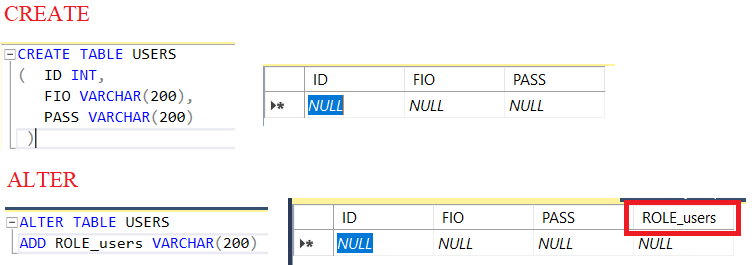 CREATE
CREATE TABLE USERS
( ID INT,
FIO VARCHAR(200),
PASS VARCHAR(200)
)
ID FIO PASS
NULL NULL NULL
ALTER
ALTER TABLE USERS
ADD ROLE_users VARCHAR(200)
ID FIO PASS ROLE_users
NULL NULL NULL NULL